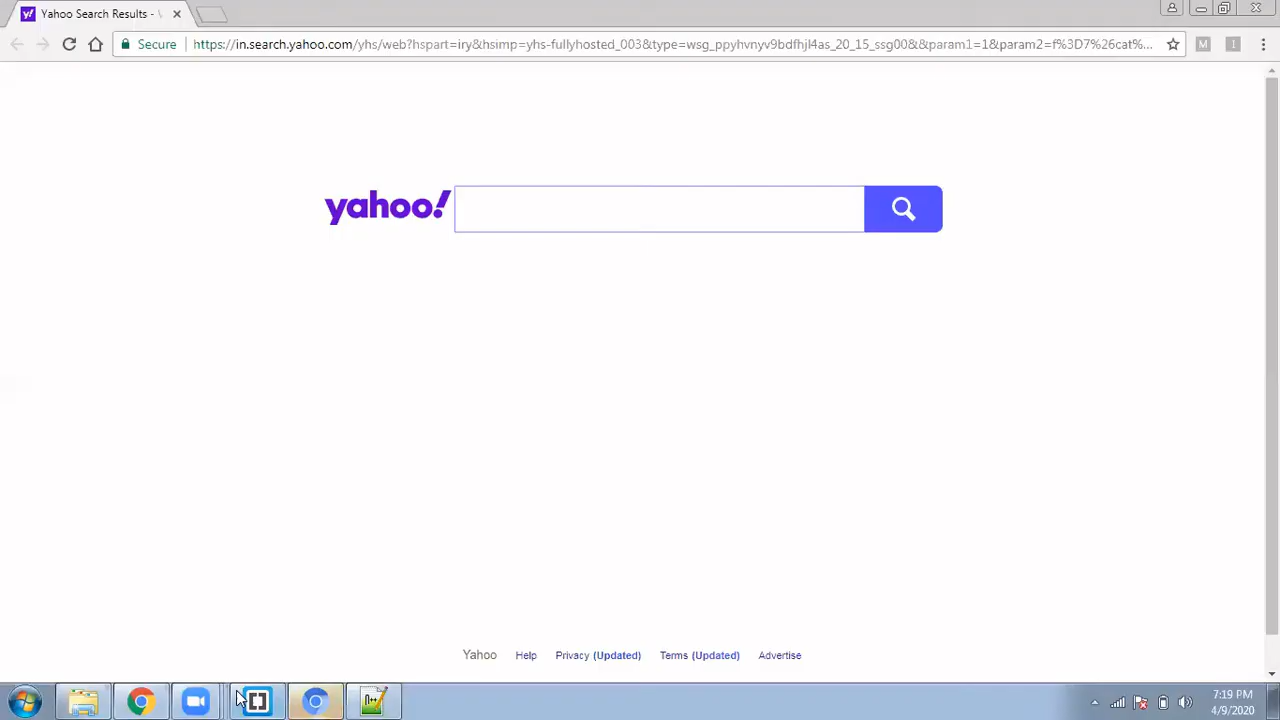 Yahoo Search Results - \
Secure
https://in.search.yahoo.com/yhs/web?hspart=iry&hsimp=yhs-fullyhosted_003&type=wsg_ppyhvnyv9bdfhjl4as_20_15_ssg00&t&param1=1&param2=f%3D7%26cat%...
M
1
yahoo!
Yahoo Help Privacy (Updated) Terms (Updated) Advertise
7:19 PM
4/9/2020